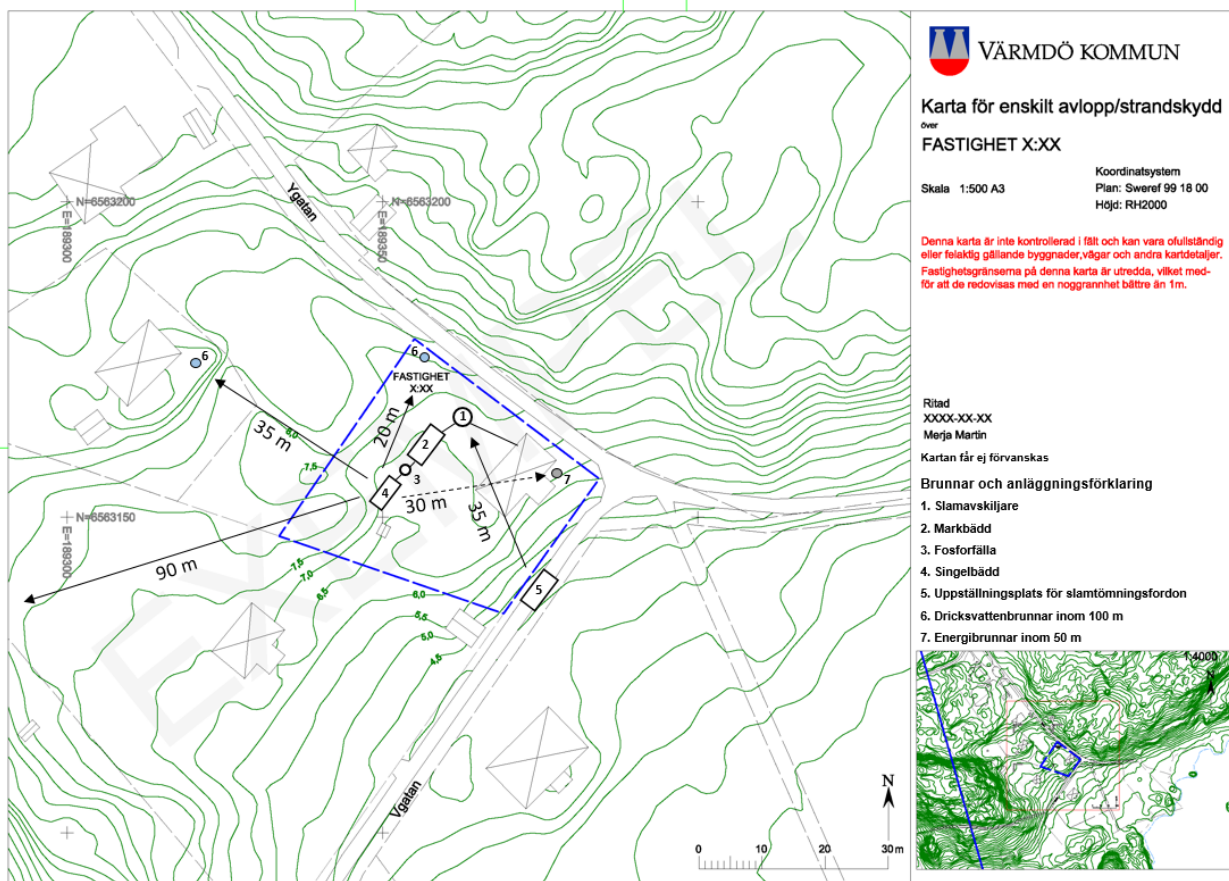 VÄRMDÖ KOMMUN
Karta för enskilt avlopp/strandskydd
över
FASTIGHET X:XX
Skala 1:500 A3
Koordinatsystem
Plan: Sweref 99 18 00
Höjd: RH2000
Denna karta är inte kontrollerad i fält och kan vara ofullständig
eller felaktig gällande byggnader,vägar och andra kartdetaljer.
Fastighetsgränserna på denna karta är utredda, vilket med-
för att de redovisas med en noggrannhet bättre än 1m.
Ritad
XXXX-XX-XX
Merja Martin
Kartan får ej förvanskas
Brunnar och anläggningsförklaring
1. Slamavskiljare
2. Markbädd
3. Fosforfälla
4. Singelbädd
5. Uppställningsplats för slamtömningsfordon
6. Dricksvattenbrunnar inom 100 m
7. Energibrunnar inom 50 m
1:4000
N
EXEMPEL
Ygatan
N=6563200
E=189300
N=6563200
E=189350
6
6
FASTIGHET
X:XX
20 m
1
2
3
4
35 m
6,0
7,5
30 m
7
35 m
N=6563150
E=189300
90 m
7,5
7,0
6,5
6,0
5,5
5,0
4,5
5
Vgatan
N
0 10 20 30 m